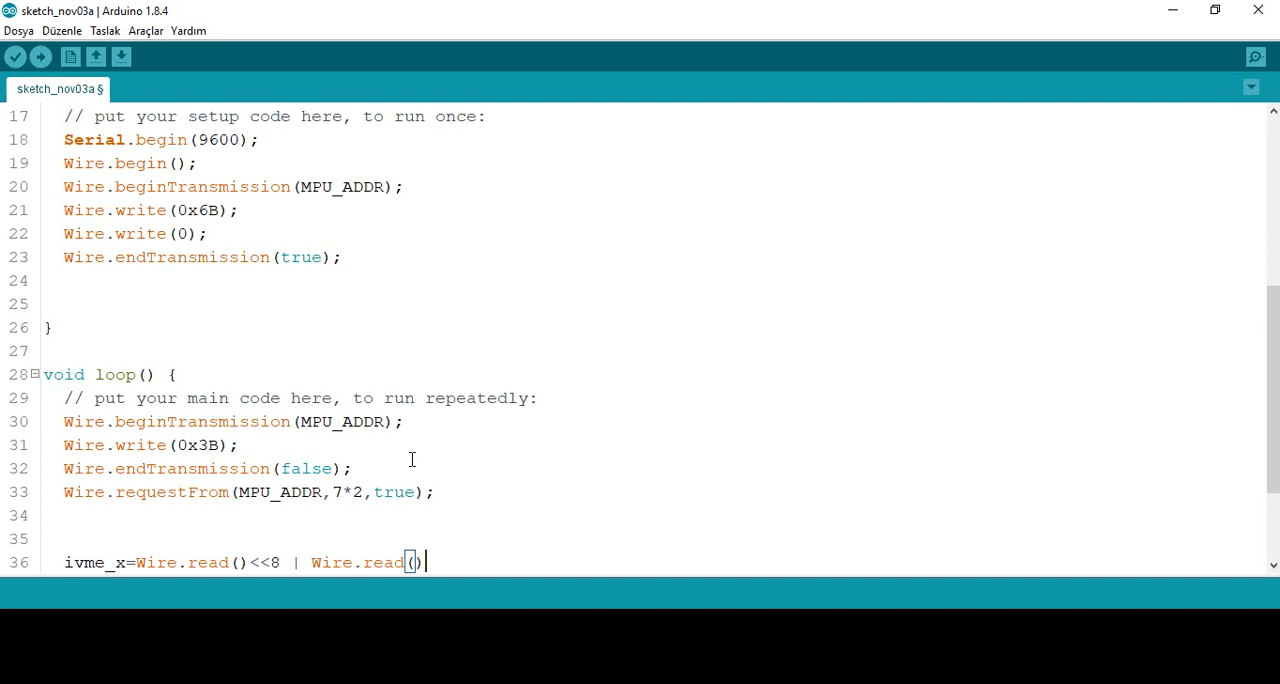 sketch_nov03a | Arduino 1.8.4
Dosya Düzenle Taslak Araçlar Yardım
sketch_nov03a §
17 // put your setup code here, to run once:
18 Serial.begin(9600);
19 Wire.begin();
20 Wire.beginTransmission(MPU_ADDR);
21 Wire.write(0x6B);
22 Wire.write(0);
23 Wire.endTransmission(true);
24
25
26 }
27
28 void loop() {
29 // put your main code here, to run repeatedly:
30 Wire.beginTransmission(MPU_ADDR);
31 Wire.write(0x3B);
32 Wire.endTransmission(false);
33 Wire.requestFrom(MPU_ADDR,7*2,true);
34
35
36 ivme_x=Wire.read()<<8 | Wire.read()